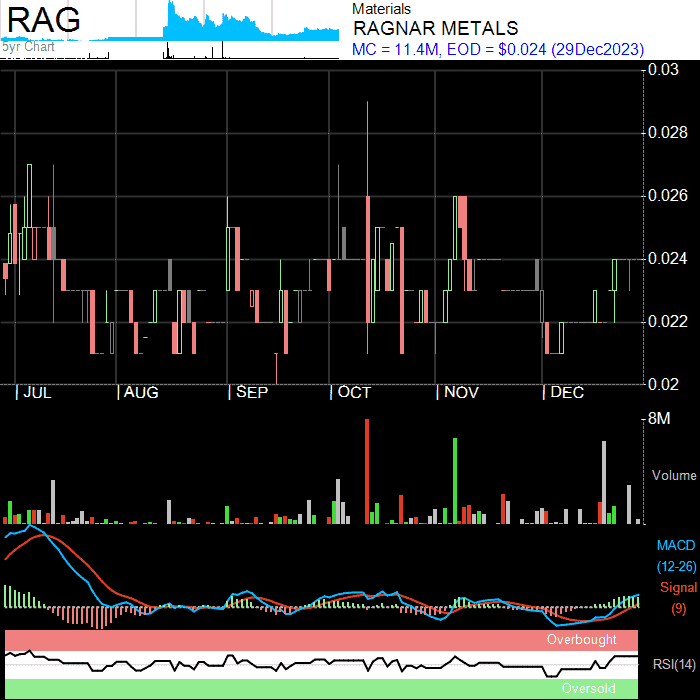 RAG
5yr Chart
Materials
RAGNAR METALS
MC = 11.4M, EOD = $0.024 (29Dec2023)
0.03
0.028
0.026
0.024
0.022
0.02
JUL AUG SEP OCT NOV DEC
8M
Volume
MACD
(12-26)
Signal
(9)
Overbought
RSI(14)
Oversold